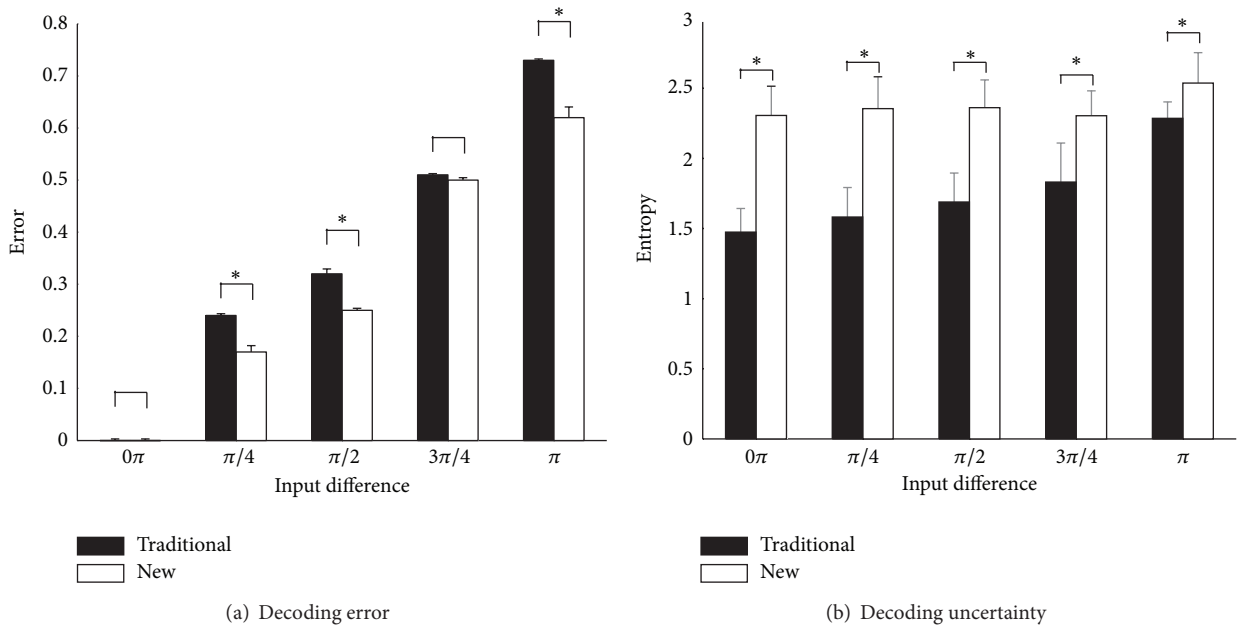 0.8
0.7
0.6
0.5
0.4
0.3
0.2
0.1
0
Error
*
*
*
0π
π/4
π/2
3π/4
π
Input difference
Traditional
New
(a) Decoding error
3
2.5
2
1.5
1
0.5
0
Entropy
*
*
*
*
*
0π
π/4
π/2
3π/4
π
Input difference
Traditional
New
(b) Decoding uncertainty